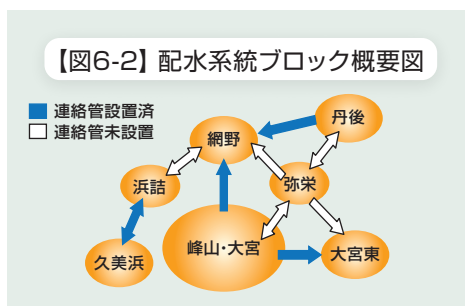 【図6-2】配水系統ブロック概要図
連絡管設置済
連絡管未設置
丹後
網野
浜詰
弥栄
峰山・大宮
久美浜
大宮東